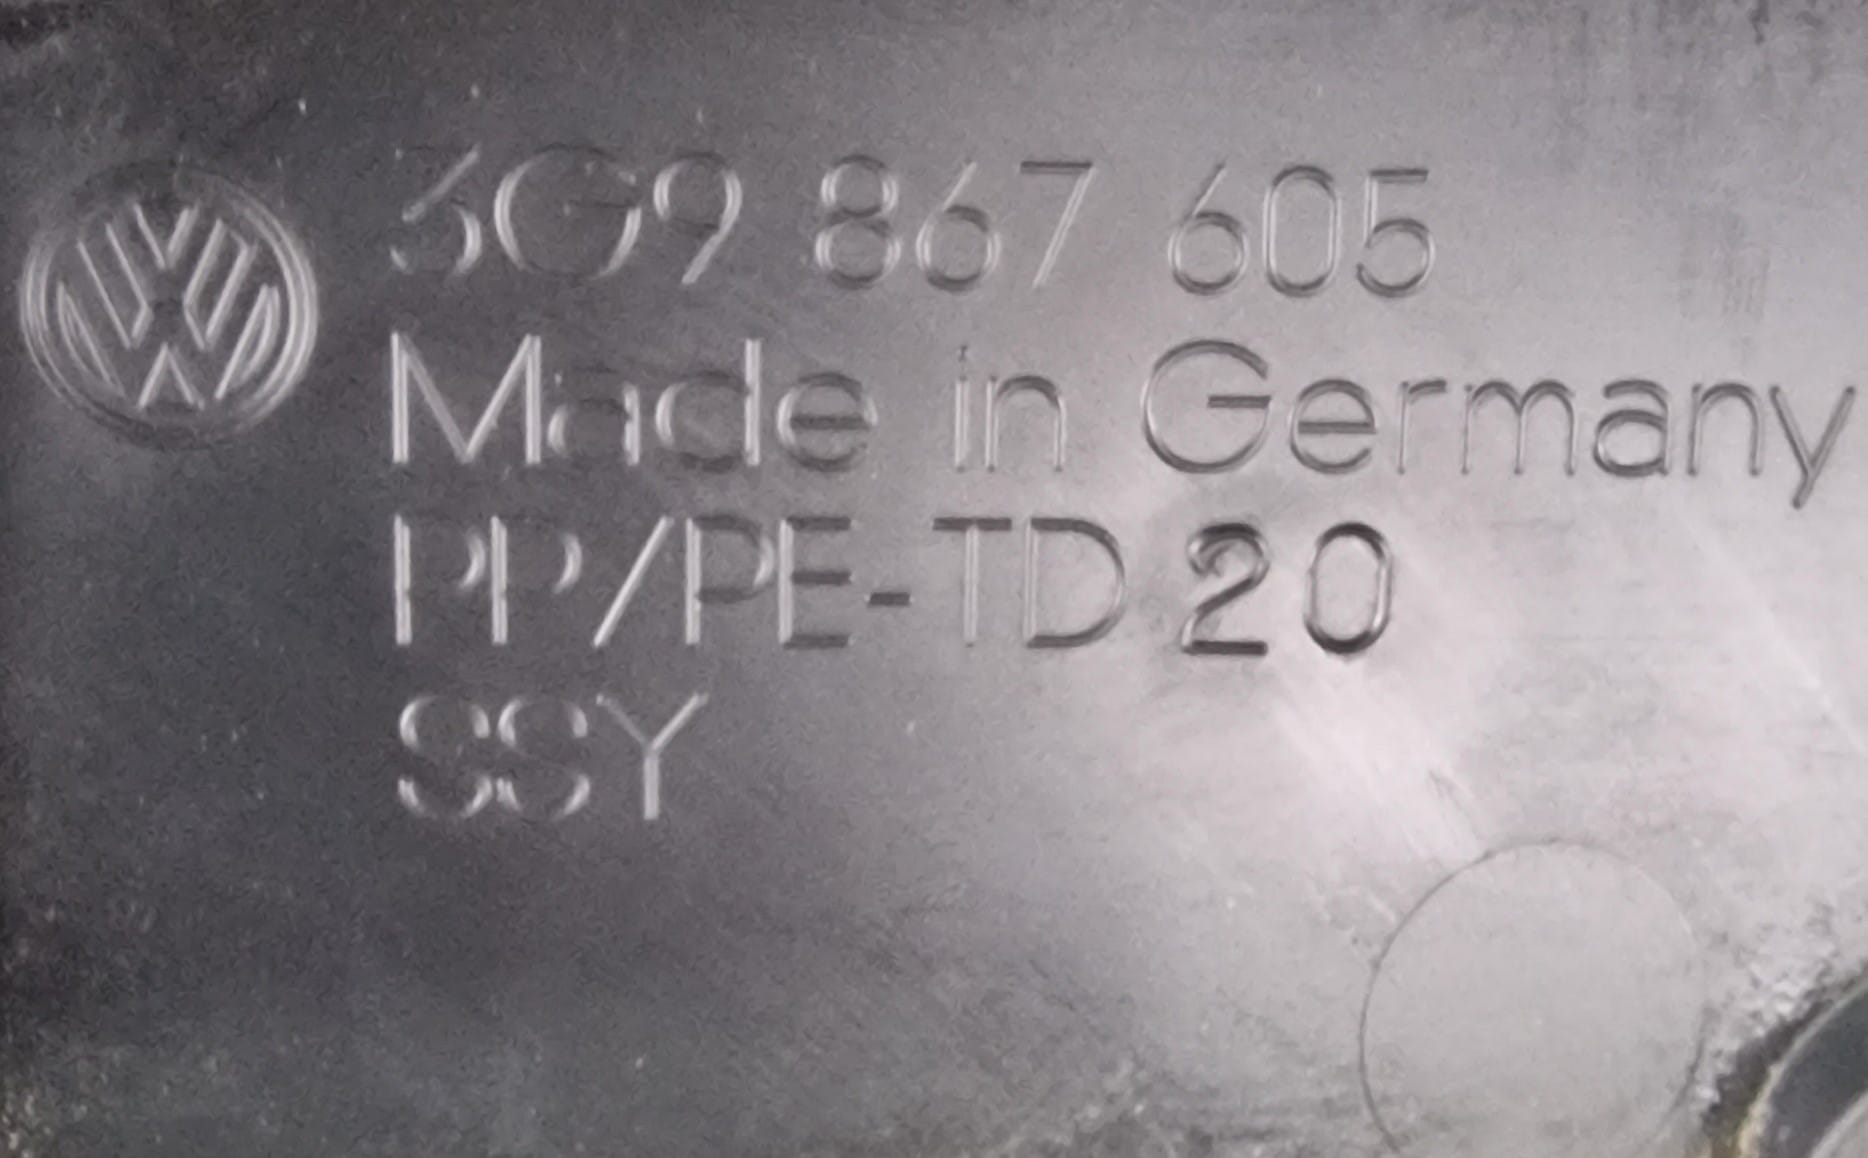 3G9 867 605
Made in Germany
PP/PE-TD 20
SSY